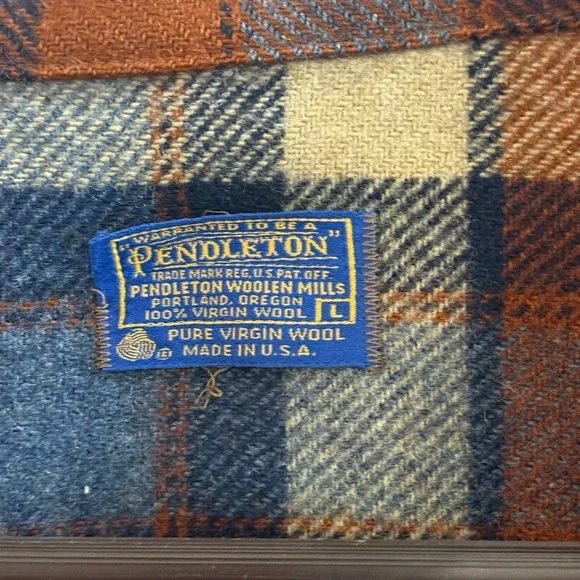 "WARRANTED TO BE A
PENDLETON"
TRADE MARK REG. U.S. PAT. OFF.
PENDLETON WOOLEN MILLS
PORTLAND, OREGON
100% VIRGIN WOOL L
PURE VIRGIN WOOL
MADE IN U.S.A.